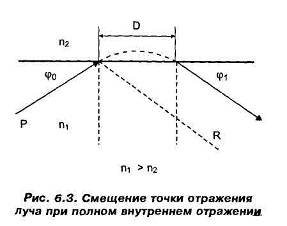 D
n2
φ0 φ1
P n1 R
n1 > n2
Рис. 6.3. Смещение точки отражения
луча при полном внутреннем отражении